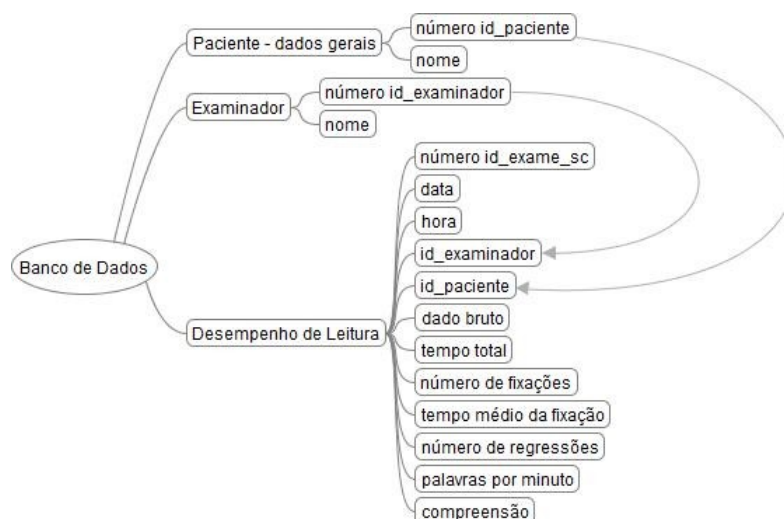 Banco de Dados
Paciente - dados gerais
número id_paciente
nome
Examinador
número id_examinador
nome
Desempenho de Leitura
número id_exame_sc
data
hora
id_examinador
id_paciente
dado bruto
tempo total
número de fixações
tempo médio da fixação
número de regressões
palavras por minuto
compreensão